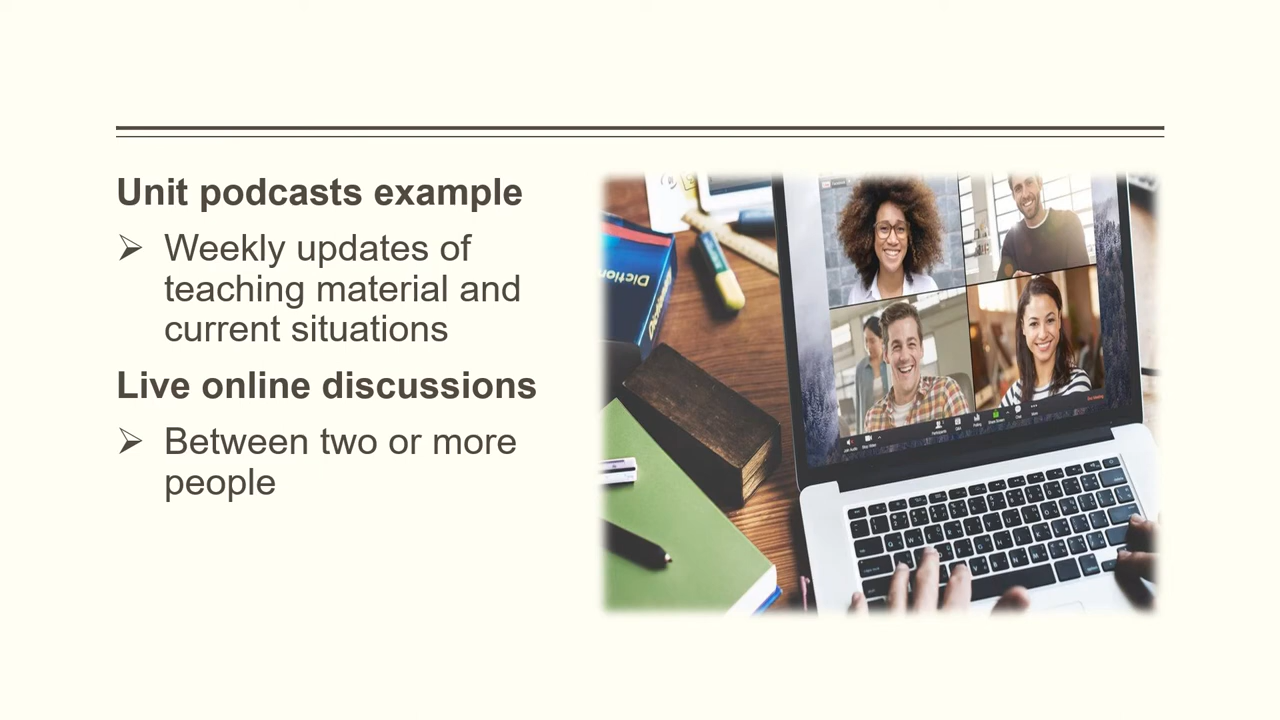 Unit podcasts example
Weekly updates of
teaching material and
current situations
Live online discussions
Between two or more
people